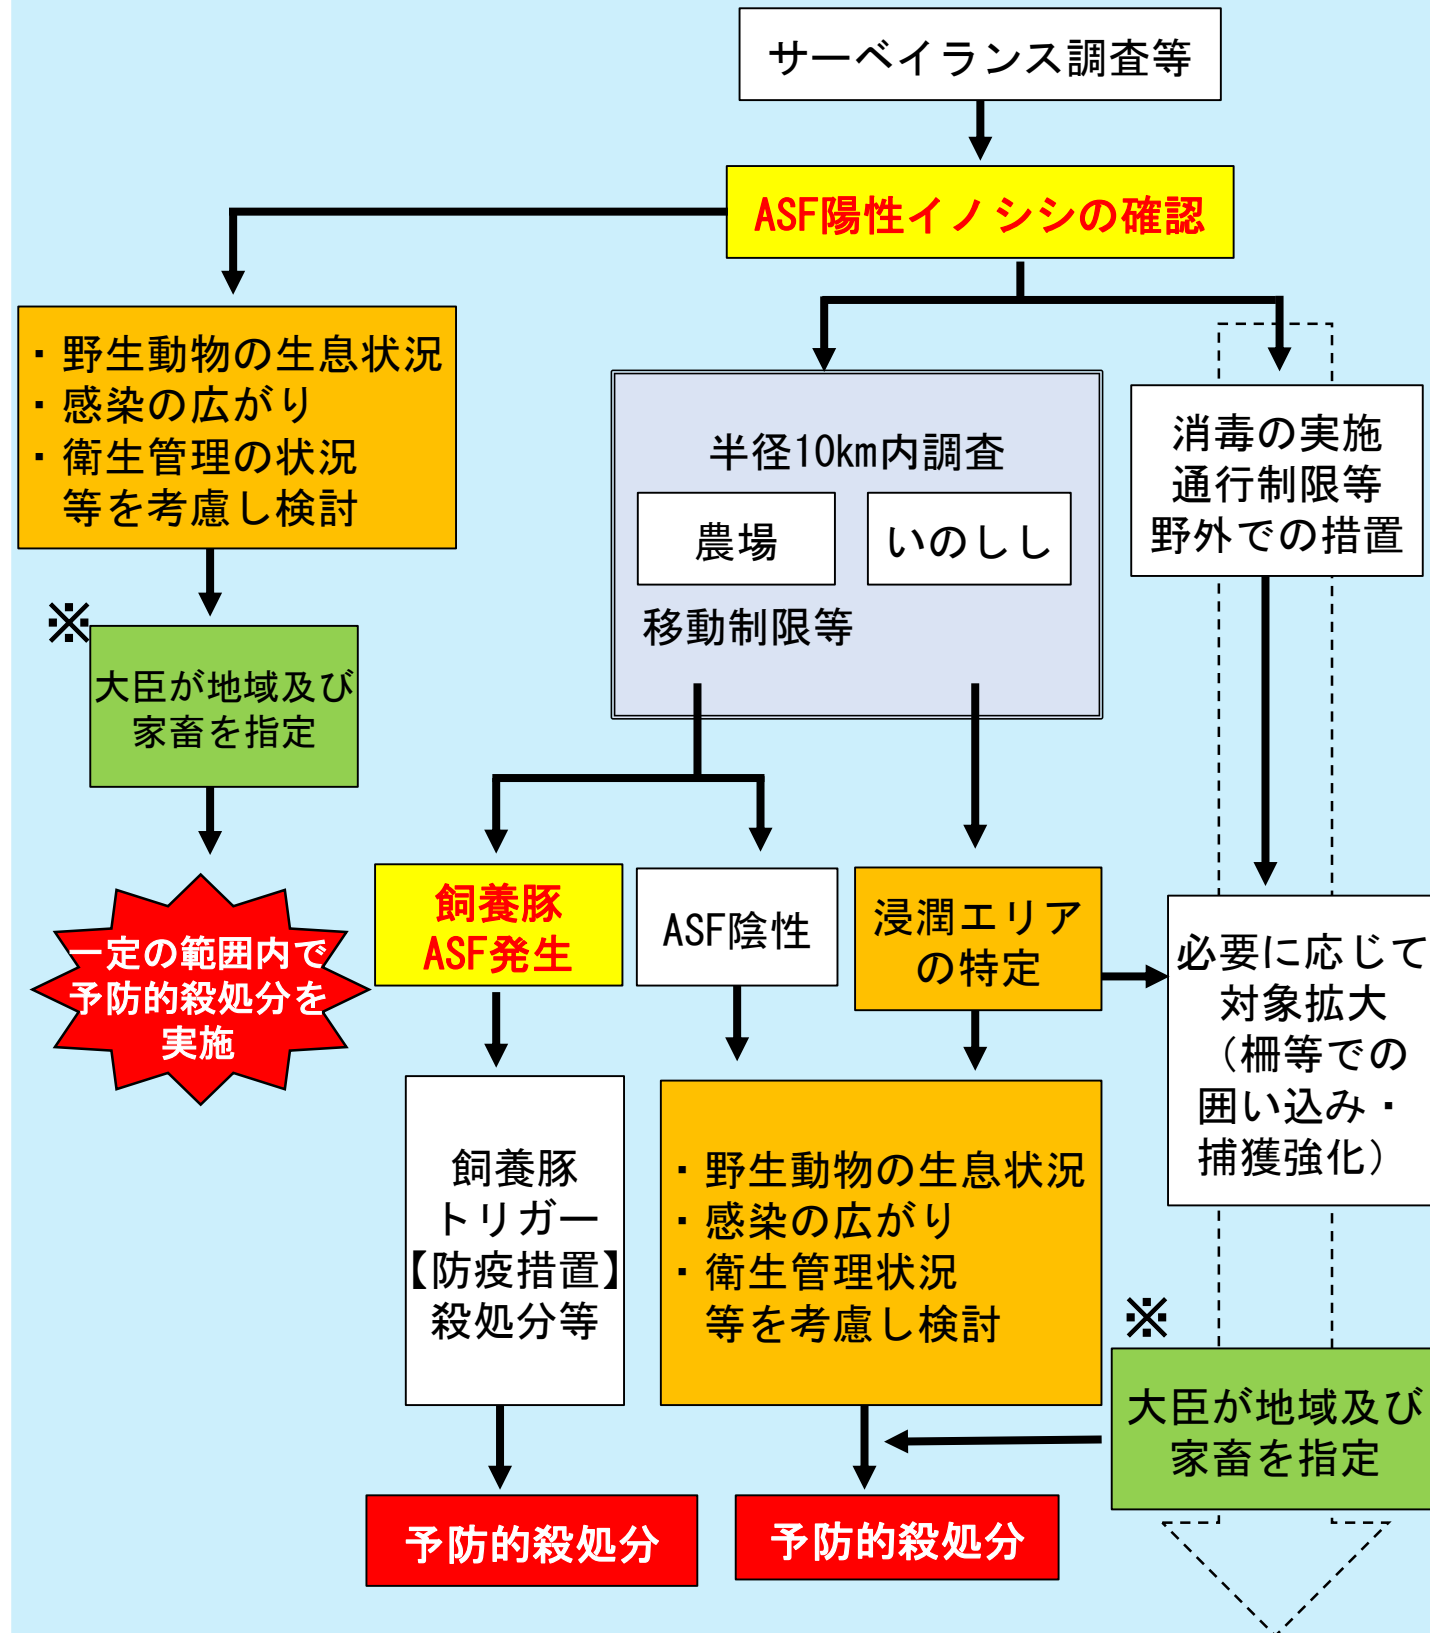 サーベイランス調査等
ASF陽性イノシシの確認
・野生動物の生息状況
・感染の広がり
・衛生管理の状況
等を考慮し検討
※
大臣が地域及び
家畜を指定
一定の範囲内で
予防的殺処分を
実施
半径10km内調査
農場
いのしし
移動制限等
消毒の実施
通行制限等
野外での措置
飼養豚
ASF発生
ASF陰性
浸潤エリア
の特定
必要に応じて
対象拡大
（柵等での
囲い込み・
捕獲強化）
飼養豚
トリガー
【防疫措置】
殺処分等
・野生動物の生息状況
・感染の広がり
・衛生管理状況
等を考慮し検討
※
大臣が地域及び
家畜を指定
予防的殺処分
予防的殺処分